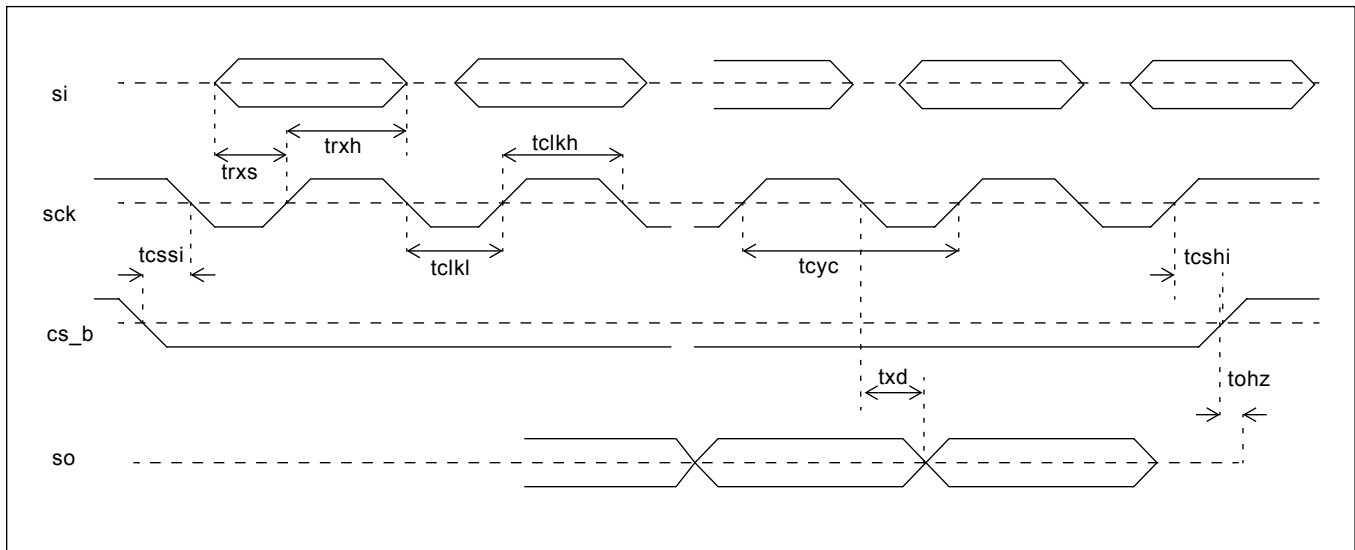 si
trxh
tclkh
trxs
sck
tcssi
tclkl
tcyc
tcshi
cs_b
txd
tohz
so